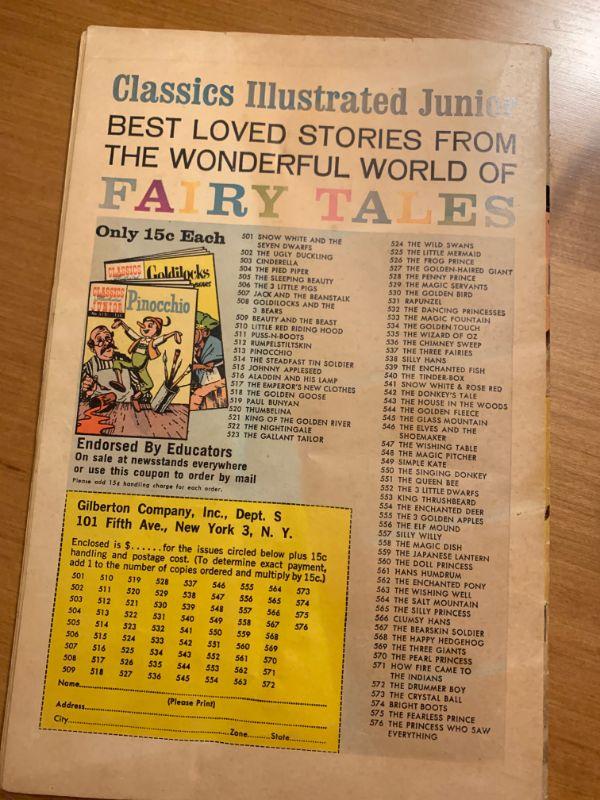 Classics Illustrated Junior
BEST LOVED STORIES FROM
THE WONDERFUL WORLD OF
FAIRY TALES
Only 15c Each
CLASSICS
Goldilocks
CLASSICS
JUNIOR
Pinocchio
Endorsed By Educators
On sale at newsstands everywhere
or use this coupon to order by mail
Please add 15¢ handling charge for each order.
501 SNOW WHITE AND THE
SEVEN DWARFS
502 THE UGLY DUCKLING
503 CINDERELLA
504 THE PIED PIPER
505 THE SLEEPING BEAUTY
506 THE 3 LITTLE PIGS
507 JACK AND THE BEANSTALK
508 GOLDILOCKS AND THE
3 BEARS
509 BEAUTY AND THE BEAST
510 LITTLE RED RIDING HOOD
511 PUSS-N-BOOTS
512 RUMPELSTILTSKIN
513 PINOCCHIO
514 THE STEADFAST TIN SOLDIER
515 JOHNNY APPLESEED
516 ALADDIN AND HIS LAMP
517 THE EMPEROR'S NEW CLOTHES
518 THE GOLDEN GOOSE
519 PAUL BUNYAN
520 THUMBELINA
521 KING OF THE GOLDEN RIVER
522 THE NIGHTINGALE
523 THE GALLANT TAILOR
524 THE WILD SWANS
525 THE LITTLE MERMAID
526 THE FROG PRINCE
527 THE GOLDEN-HAIRED GIANT
528 THE PENNY PRINCE
529 THE MAGIC SERVANTS
530 THE GOLDEN BIRD
531 RAPUNZEL
532 THE DANCING PRINCESSES
533 THE MAGIC FOUNTAIN
534 THE GOLDEN TOUCH
535 THE WIZARD OF OZ
536 THE CHIMNEY SWEEP
537 THE THREE FAIRIES
538 SILLY HANS
539 THE ENCHANTED FISH
540 THE TINDER-BOX
541 SNOW WHITE & ROSE RED
542 THE DONKEY'S TALE
543 THE HOUSE IN THE WOODS
544 THE GOLDEN FLEECE
545 THE GLASS MOUNTAIN
546 THE ELVES AND THE
SHOEMAKER
547 THE WISHING TABLE
548 THE MAGIC PITCHER
549 SIMPLE KATE
550 THE SINGING DONKEY
551 THE QUEEN BEE
552 THE 3 LITTLE DWARFS
553 KING THRUSHBEARD
554 THE ENCHANTED DEER
555 THE 3 GOLDEN APPLES
556 THE ELF MOUND
557 SILLY WILLY
558 THE MAGIC DISH
559 THE JAPANESE LANTERN
560 THE DOLL PRINCESS
561 HANS HUMDRUM
562 THE ENCHANTED PONY
563 THE WISHING WELL
564 THE SALT MOUNTAIN
565 THE SILLY PRINCESS
566 CLUMSY HANS
567 THE BEARSKIN SOLDIER
568 THE HAPPY HEDGEHOG
569 THE THREE GIANTS
570 THE PEARL PRINCESS
571 HOW FIRE CAME TO
THE INDIANS
572 THE DRUMMER BOY
573 THE CRYSTAL BALL
574 BRIGHT BOOTS
575 THE FEARLESS PRINCE
576 THE PRINCESS WHO SAW
EVERYTHING
Gilberton Company, Inc., Dept. S
101 Fifth Ave., New York 3, N. Y.
Enclosed is $......for the issues circled below plus 15c
handling and postage cost. (To determine exact payment,
add 1 to the number of copies ordered and multiply by 15c.)
501 510 519 528 537 546 555 564 573
502 511 520 529 538 547 556 565 574
503 512 521 530 539 548 557 566 575
504 513 522 531 540 549 558 567 576
505 514 523 532 541 550 559 568
506 515 524 533 542 551 560 569
507 516 525 534 543 552 561 570
508 517 526 535 544 553 562 571
509 518 527 536 545 554 563 572
Name
(Please Print)
Address
City Zone State